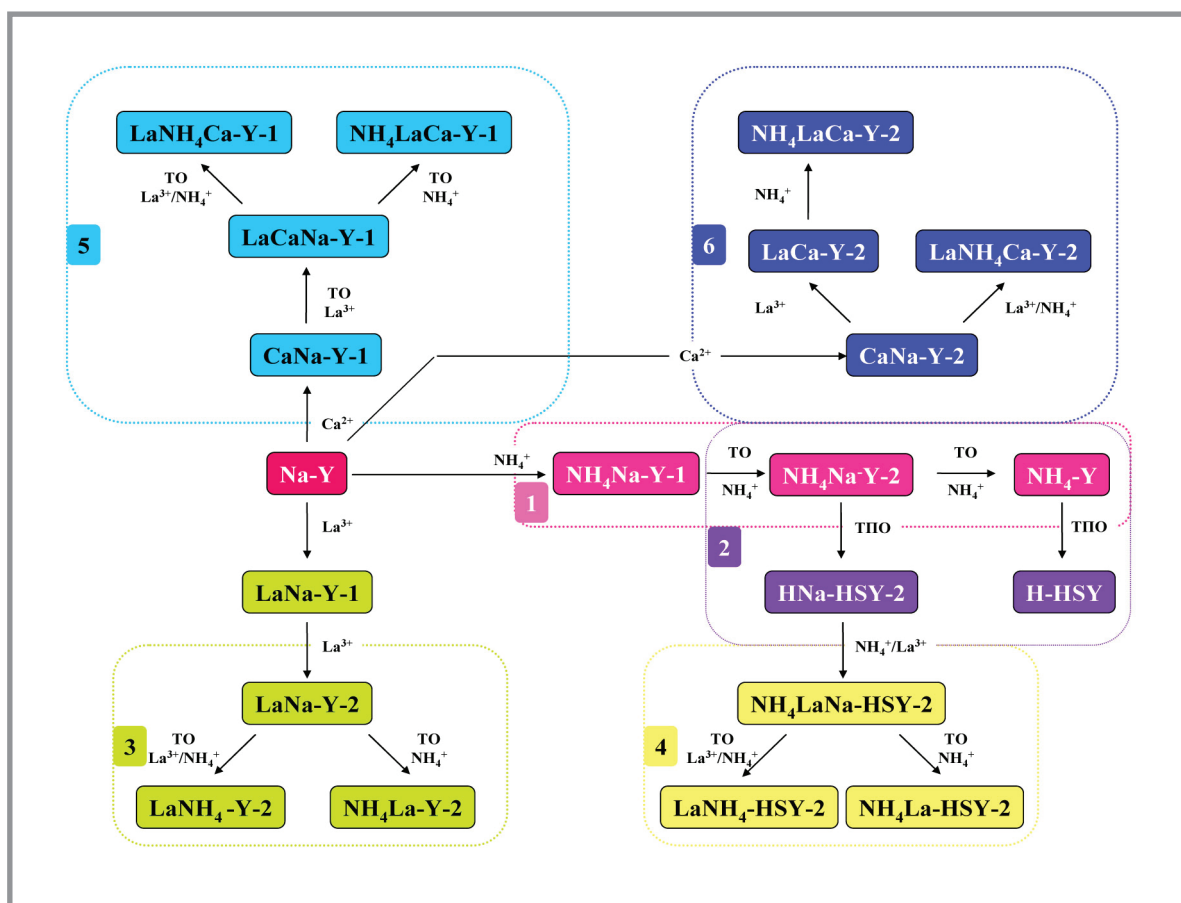 LaNH₄Ca-Y-1
NH₄LaCa-Y-1
TO
La³⁺/NH₄⁺
TO
NH₄⁺
5
LaCaNa-Y-1
TO
La³⁺
CaNa-Y-1
Ca²⁺
NH₄LaCa-Y-2
NH₄⁺
6
LaCa-Y-2
LaNH₄Ca-Y-2
La³⁺
La³⁺/NH₄⁺
Ca²⁺
CaNa-Y-2
Na-Y
NH₄⁺
1
NH₄Na-Y-1
TO
NH₄⁺
NH₄Na⁻Y-2
TO
NH₄⁺
NH₄-Y
La³⁺
ТПО
ТПО
2
LaNa-Y-1
HNa-HSY-2
H-HSY
La³⁺
NH₄⁺/La³⁺
LaNa-Y-2
NH₄LaNa-HSY-2
3
TO
La³⁺/NH₄⁺
TO
NH₄⁺
4
TO
La³⁺/NH₄⁺
TO
NH₄⁺
LaNH₄ -Y-2
NH₄La-Y-2
LaNH₄-HSY-2
NH₄La-HSY-2